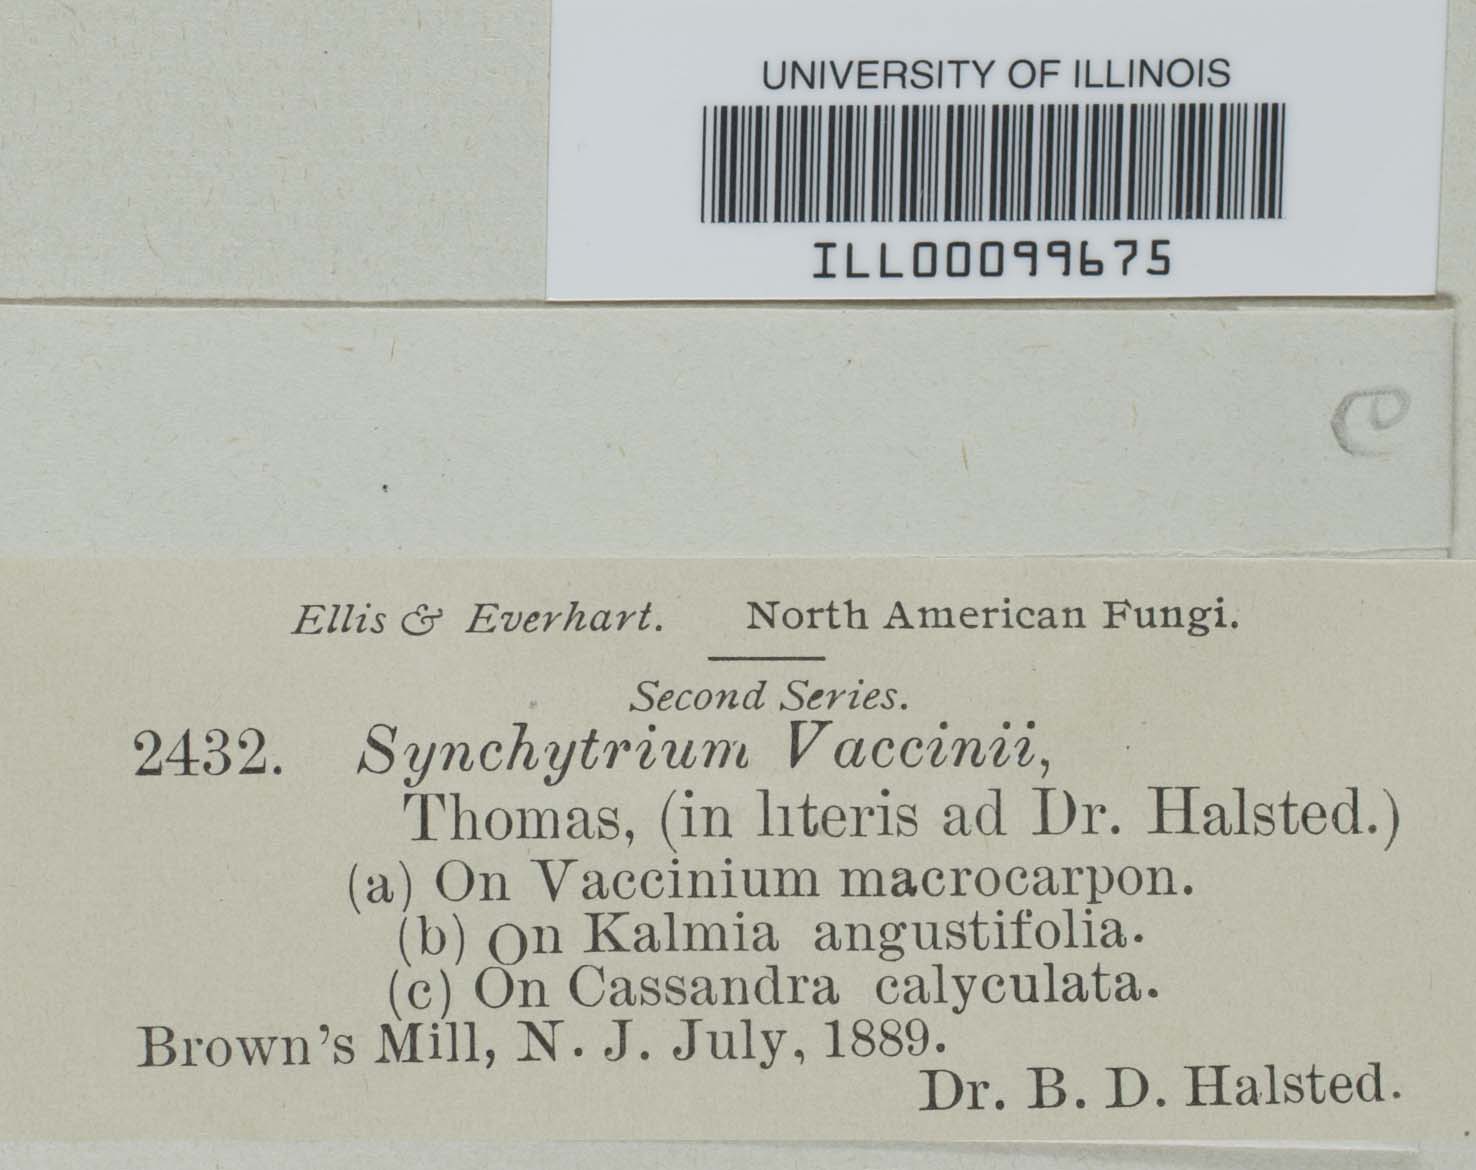 UNIVERSITY OF ILLINOIS
ILL00099675
c
Ellis & Everhart. North American Fungi.
Second Series.
2432. Synchytrium Vaccinii,
Thomas, (in literis ad Dr. Halsted.)
(a) On Vaccinium macrocarpon.
(b) On Kalmia angustifolia.
(c) On Cassandra calyculata.
Brown's Mill, N. J. July, 1889.
Dr. B. D. Halsted.